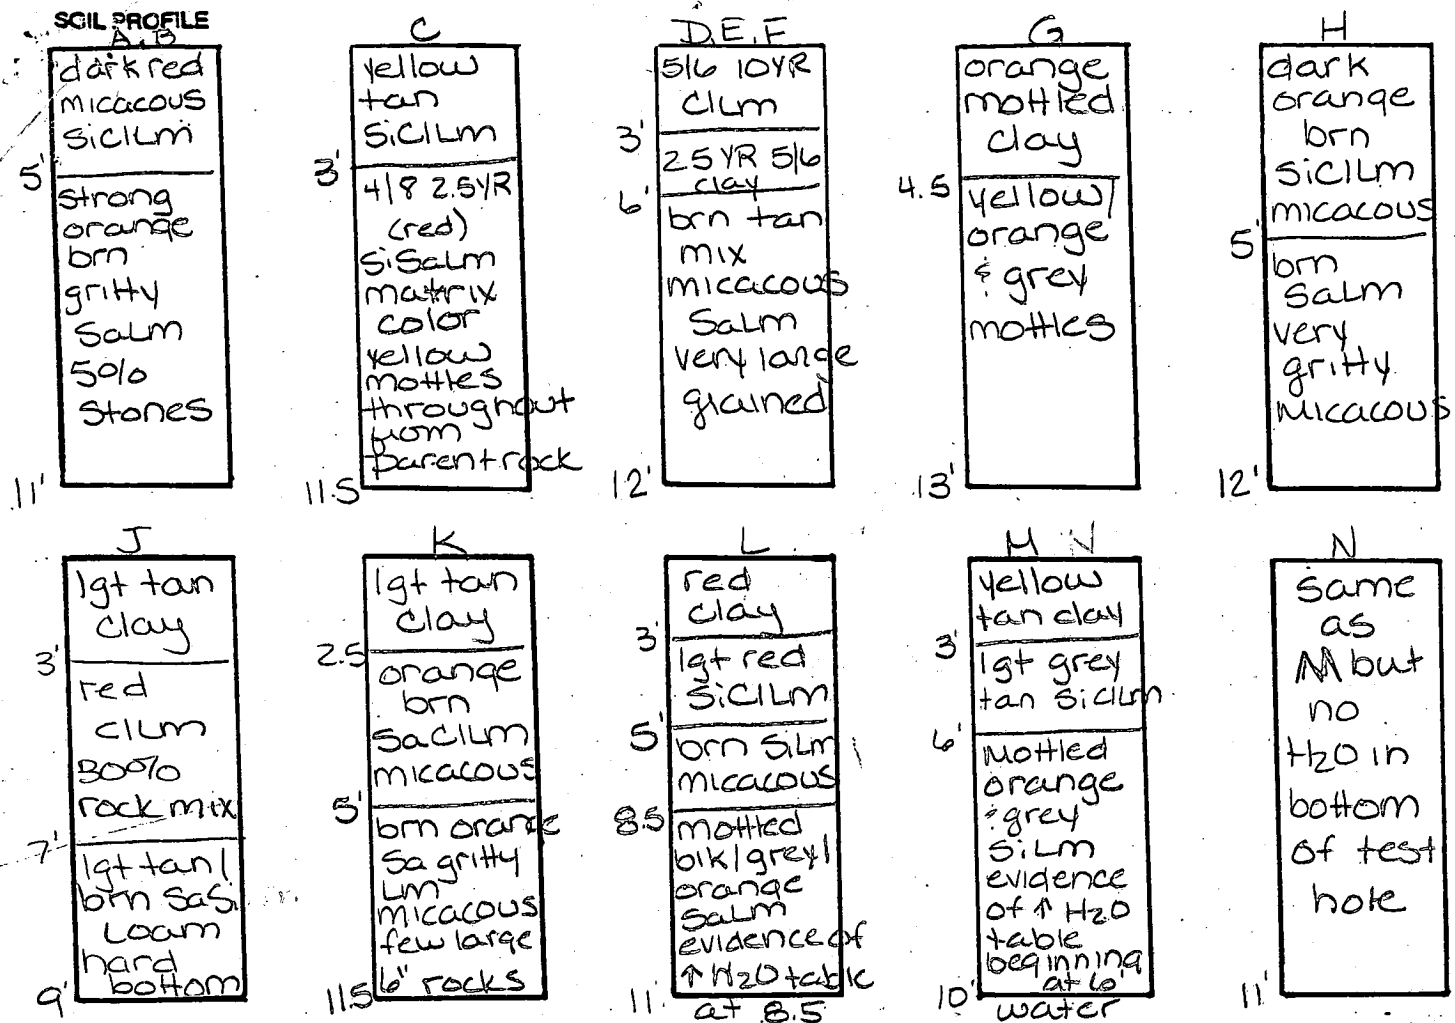 SOIL PROFILE
A, B
dark red
micacous
SiClLm
5'
strong
orange
brn
gritty
SaLm
5%
stones
11'
C
yellow
tan
SiClLm
3'
4/8 2.5YR
(red)
SiSaLm
matrix
color
yellow
mottles
throughout
from
parent rock
11.5
D, E, F
5/6 10YR
ClLm
3'
2.5 YR 5/6
clay
6'
brn tan
mix
micacous
SaLm
very large
grained
12'
G
orange
mottled
clay
4.5
yellow/
orange
& grey
mottles
13'
H
dark
orange
brn
SiClLm
micacous
5'
brn
SaLm
very
gritty
micacous
12'
J
lgt tan
clay
3'
red
ClLm
30%
rock mix
7'
lgt tan/
brn SaSi
Loam
hard
bottom
9'
K
lgt tan
clay
2.5
orange
brn
SaClLm
micacous
5'
brn orange
Sa gritty
Lm
micacous
few large
6" rocks
11.5
L
red
clay
3'
lgt red
SiClLm
5'
brn SiLm
micacous
8.5
mottled
blk/grey/
orange
SaLm
evidence of
↑ H2O table
11'
at 8.5
M N
yellow
tan clay
3'
lgt grey
tan SiClLm
6'
Mottled
orange
& grey
SiLm
evidence
of ↑ H2O
table
beginning
at 6'
10'
water
N
same
as
M but
no
H2O in
bottom
of test
hole
11'